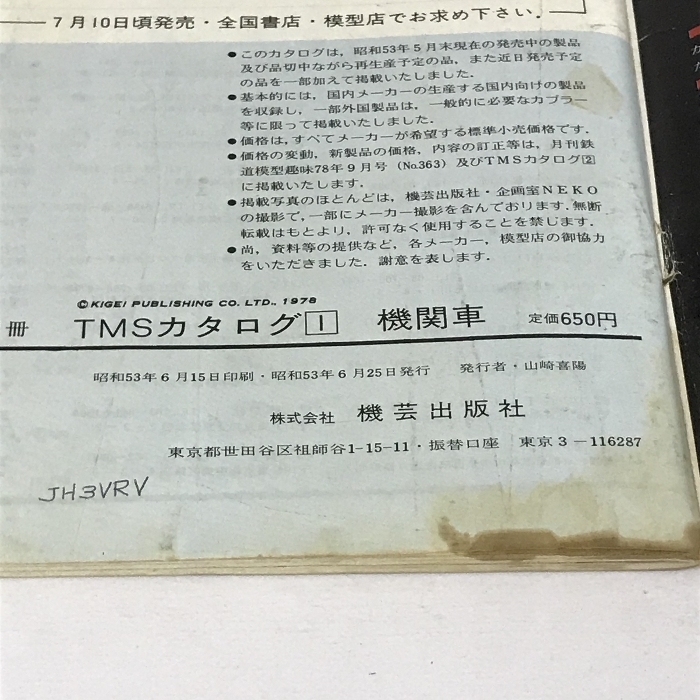 7月10日頃発売・全国書店・模型店でお求め下さい.
●このカタログは, 昭和53年5月末現在の発売中の製品
及び品切中ながら再生産予定の品, また近日発売予定
の品を一部加えて掲載いたしました.
●基本的には, 国内メーカーの生産する国内向けの製品
を収録し, 一部外国製品は, 一般的に必要なカプラー
等に限って掲載いたしました.
●価格は, すべてメーカーが希望する標準小売価格です.
●価格の変動, 新製品の価格, 内容の訂正等は, 月刊鉄
道模型趣味78年9月号 (No.363) 及びTMSカタログ2
に掲載いたします.
●掲載写真のほとんどは, 機芸出版社・企画室NEKO
の撮影で, 一部にメーカー撮影を含んでおります. 無断
転載はもとより, 許可なく使用することを禁じます.
●尚, 資料等の提供など, 各メーカー, 模型店の御協力
をいただきました. 謝意を表します.
©KIGEI PUBLISHING CO. LTD., 1978
冊 TMSカタログ1 機関車 定価650円
昭和53年6月15日印刷・昭和53年6月25日発行 発行者・山崎喜陽
株式会社 機芸出版社
東京都世田谷区祖師谷1-15-11・振替口座 東京3-116287
JH3VRV